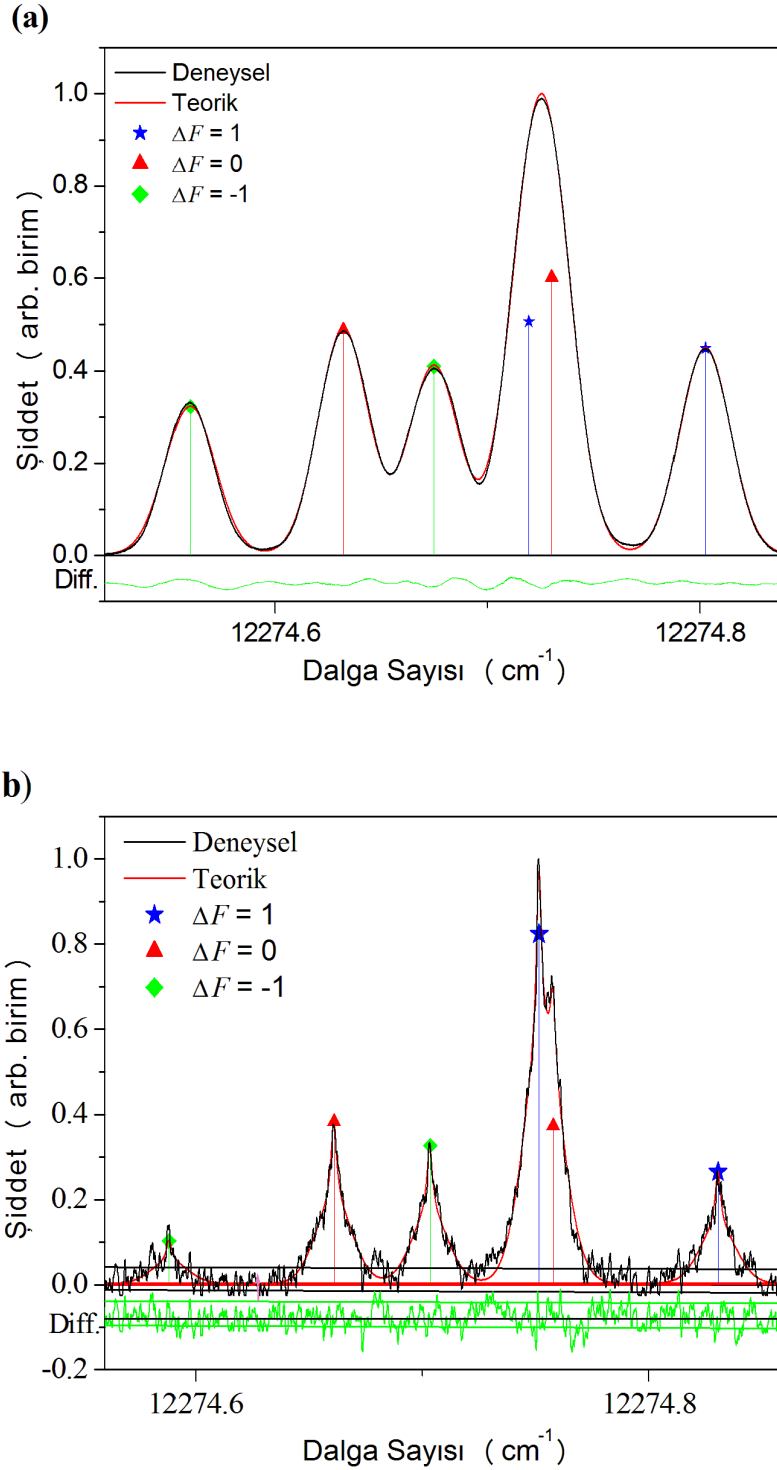 (a)
Deneysel
Teorik
ΔF = 1
ΔF = 0
ΔF = -1
1.0
0.8
0.6
0.4
0.2
0.0
Şiddet ( arb. birim )
Diff.
12274.6 12274.8
Dalga Sayısı ( cm-1 )
b)
Deneysel
Teorik
ΔF = 1
ΔF = 0
ΔF = -1
1.0
0.8
0.6
0.4
0.2
0.0
Şiddet ( arb. birim )
Diff.
-0.2
12274.6 12274.8
Dalga Sayısı ( cm-1 )